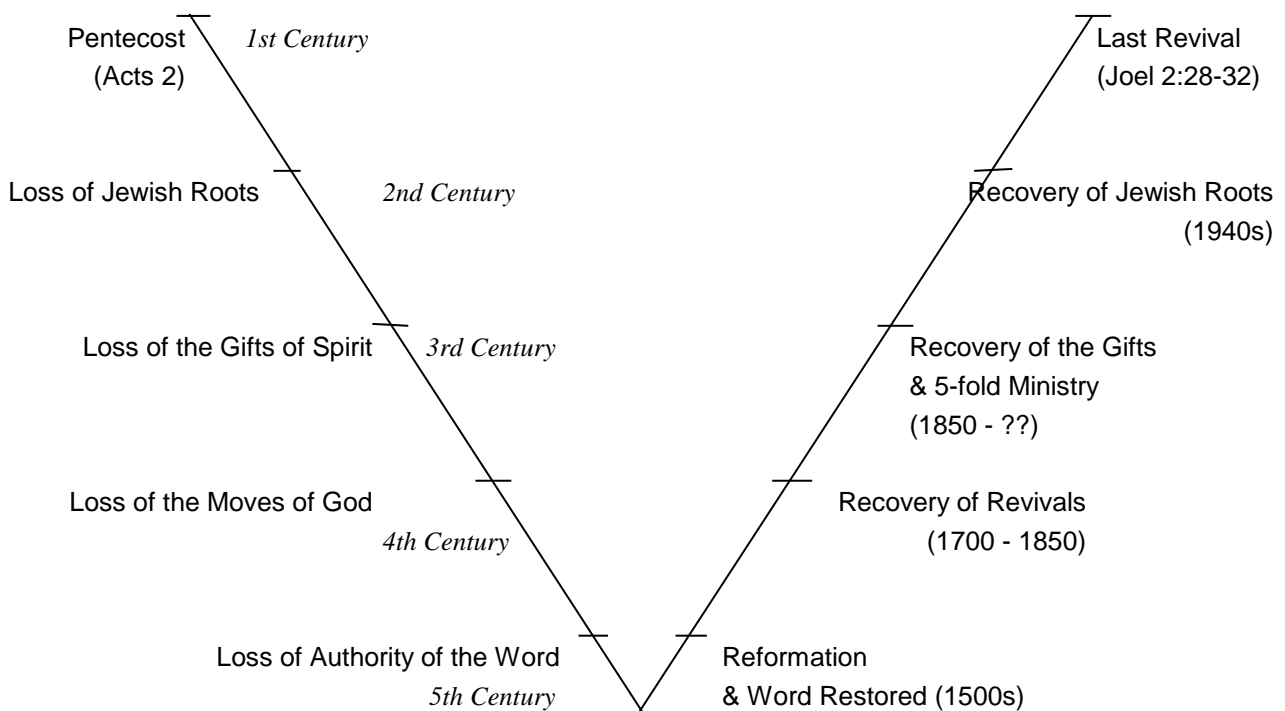 Pentecost
(Acts 2)
1st Century
Last Revival
(Joel 2:28-32)
Loss of Jewish Roots
2nd Century
Recovery of Jewish Roots
(1940s)
Loss of the Gifts of Spirit
3rd Century
Recovery of the Gifts
& 5-fold Ministry
(1850 - ??)
Loss of the Moves of God
4th Century
Recovery of Revivals
(1700 - 1850)
Loss of Authority of the Word
5th Century
Reformation
& Word Restored (1500s)